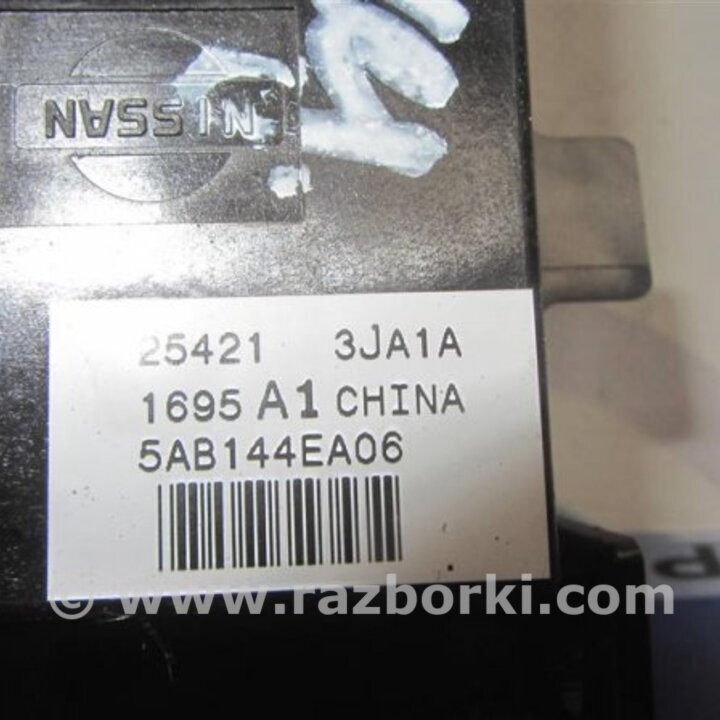 NISSAN
25421 3JA1A
1695 A1 CHINA
5AB144EA06
© www.razborki.com